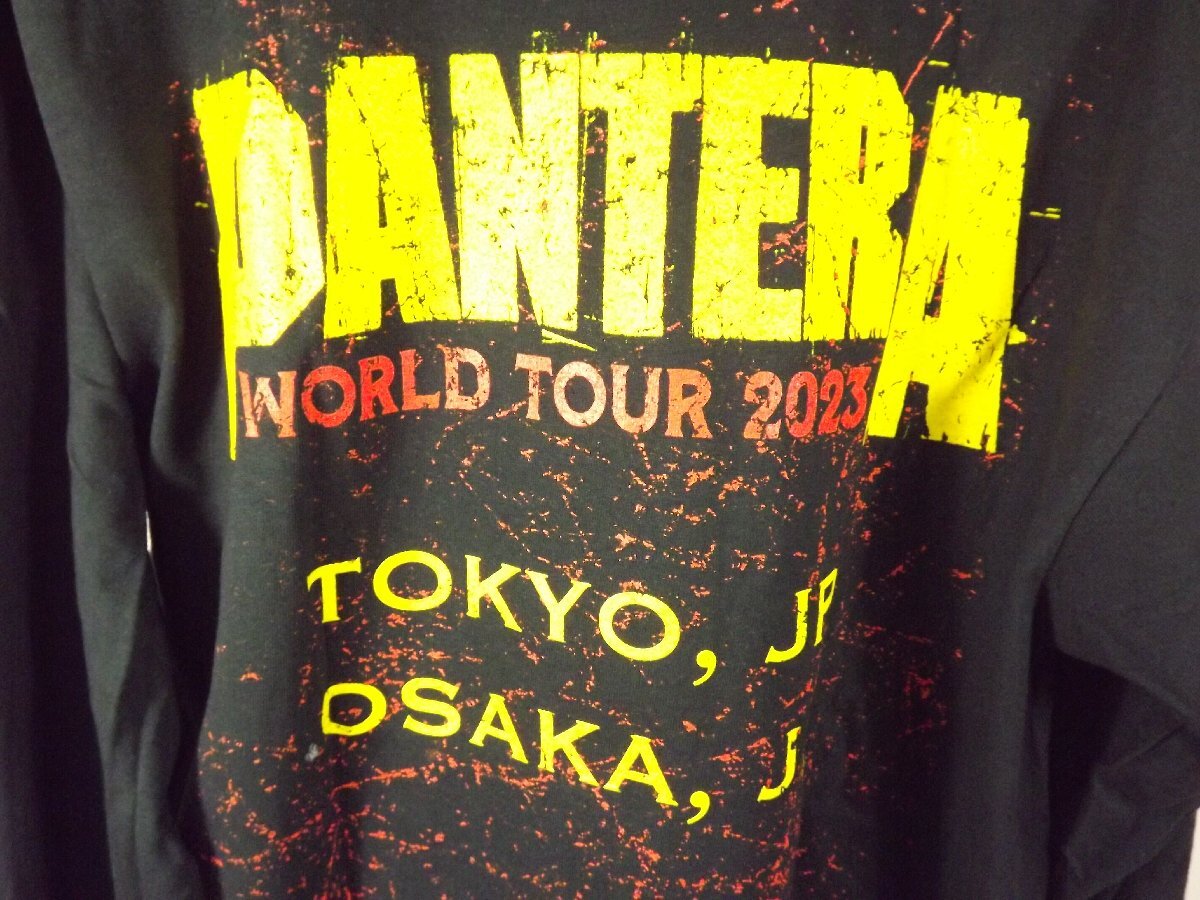 PANTERA
WORLD TOUR 2023
TOKYO, JP
OSAKA, J